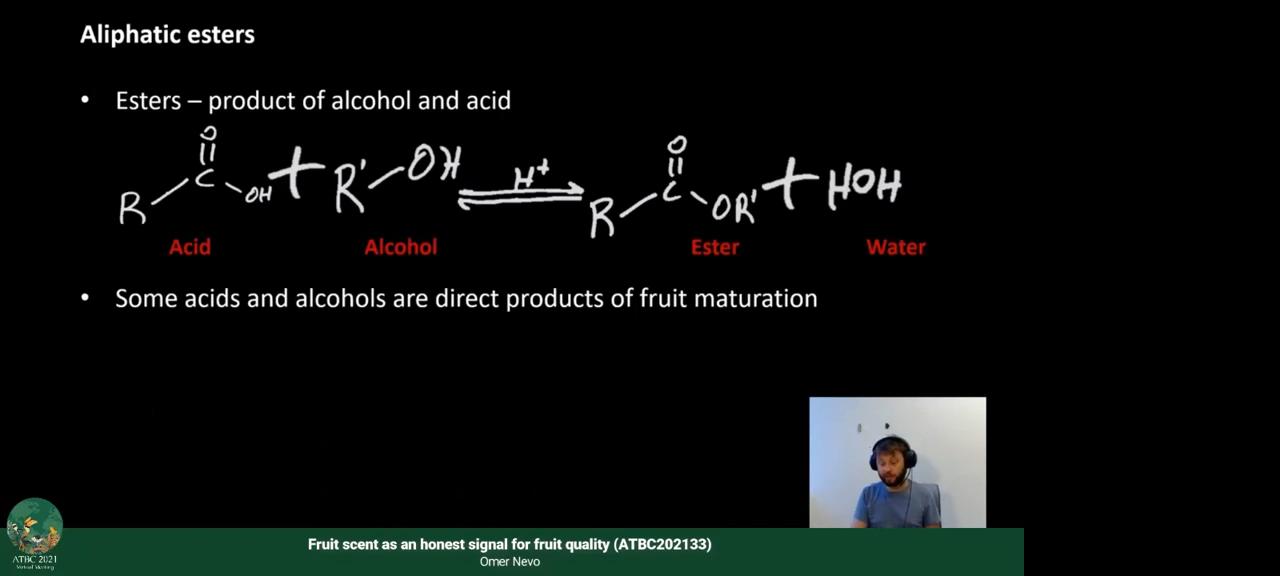 Aliphatic esters
• Esters – product of alcohol and acid
O
R C OH + R' OH H+ R C OR' + HOH
O
Acid Alcohol Ester Water
• Some acids and alcohols are direct products of fruit maturation
ATBC 2021
Virtual Meeting
Fruit scent as an honest signal for fruit quality (ATBC202133)
Omer Nevo